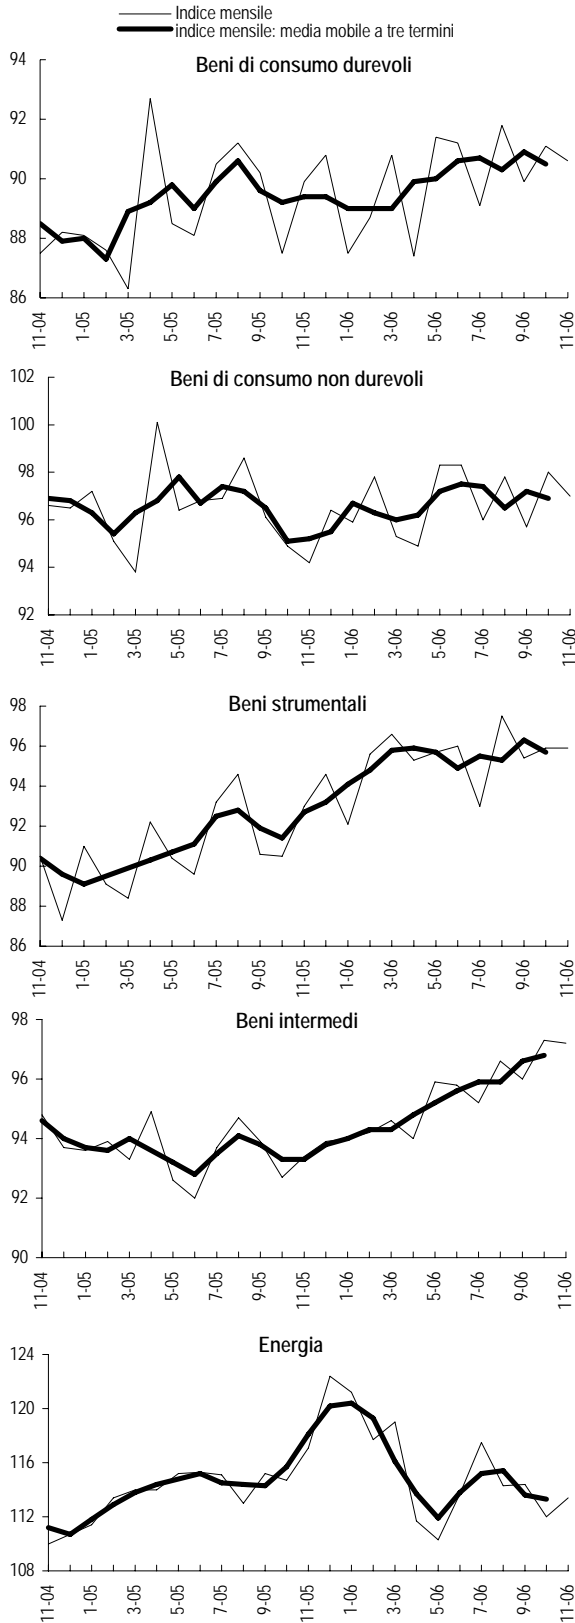 Indice mensile
indice mensile: media mobile a tre termini
Beni di consumo durevoli
94
92
90
88
86
11-04 1-05 3-05 5-05 7-05 9-05 11-05 1-06 3-06 5-06 7-06 9-06 11-06
Beni di consumo non durevoli
102
100
98
96
94
92
11-04 1-05 3-05 5-05 7-05 9-05 11-05 1-06 3-06 5-06 7-06 9-06 11-06
Beni strumentali
98
96
94
92
90
88
86
11-04 1-05 3-05 5-05 7-05 9-05 11-05 1-06 3-06 5-06 7-06 9-06 11-06
Beni intermedi
98
96
94
92
90
11-04 1-05 3-05 5-05 7-05 9-05 11-05 1-06 3-06 5-06 7-06 9-06 11-06
Energia
124
120
116
112
108
11-04 1-05 3-05 5-05 7-05 9-05 11-05 1-06 3-06 5-06 7-06 9-06 11-06